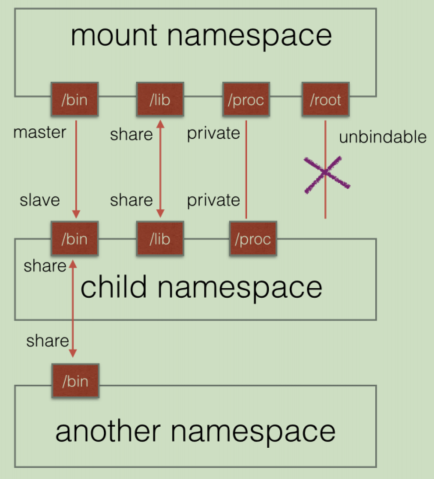 mount namespace
/bin /lib /proc /root
master share private unbindable
slave share private
/bin /lib /proc
share
child namespace
share
/bin
another namespace